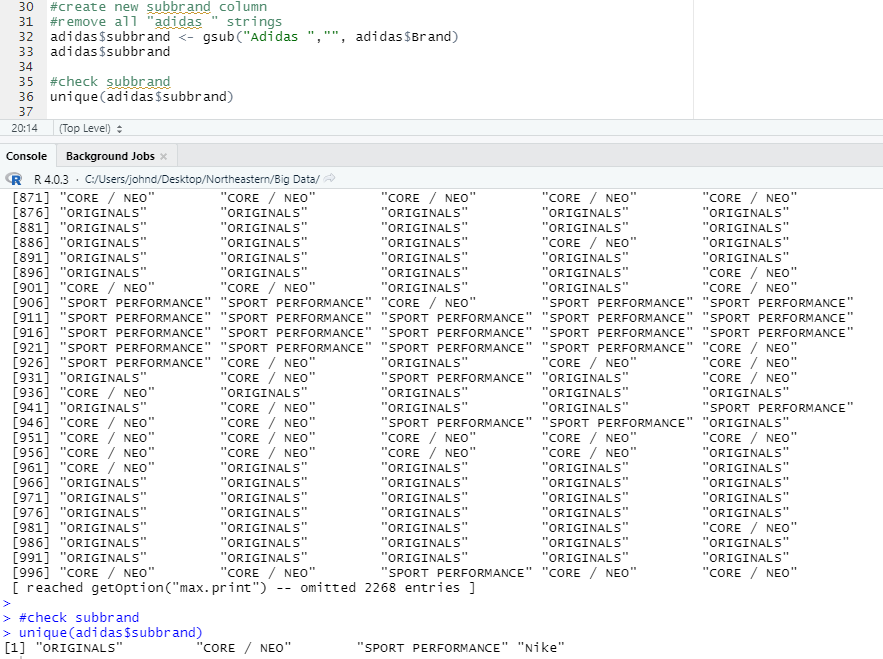 30 #create new subbrand column
31 #remove all "adidas " strings
32 adidas$subbrand <- gsub("Adidas ","", adidas$Brand)
33 adidas$subbrand
34
35 #check subbrand
36 unique(adidas$subbrand)
37
20:14 (Top Level)
Console Background Jobs ×
R 4.0.3 · C:/Users/johnd/Desktop/Northeastern/Big Data/
[871] "CORE / NEO" "CORE / NEO" "CORE / NEO" "CORE / NEO" "CORE / NEO"
[876] "ORIGINALS" "ORIGINALS" "ORIGINALS" "ORIGINALS" "ORIGINALS"
[881] "ORIGINALS" "ORIGINALS" "ORIGINALS" "ORIGINALS" "ORIGINALS"
[886] "ORIGINALS" "ORIGINALS" "ORIGINALS" "CORE / NEO" "ORIGINALS"
[891] "ORIGINALS" "ORIGINALS" "ORIGINALS" "ORIGINALS" "ORIGINALS"
[896] "ORIGINALS" "ORIGINALS" "ORIGINALS" "ORIGINALS" "CORE / NEO"
[901] "CORE / NEO" "CORE / NEO" "ORIGINALS" "ORIGINALS" "CORE / NEO"
[906] "SPORT PERFORMANCE" "SPORT PERFORMANCE" "CORE / NEO" "SPORT PERFORMANCE" "SPORT PERFORMANCE"
[911] "SPORT PERFORMANCE" "SPORT PERFORMANCE" "SPORT PERFORMANCE" "SPORT PERFORMANCE" "SPORT PERFORMANCE"
[916] "SPORT PERFORMANCE" "SPORT PERFORMANCE" "SPORT PERFORMANCE" "SPORT PERFORMANCE" "SPORT PERFORMANCE"
[921] "SPORT PERFORMANCE" "SPORT PERFORMANCE" "SPORT PERFORMANCE" "SPORT PERFORMANCE" "CORE / NEO"
[926] "SPORT PERFORMANCE" "CORE / NEO" "ORIGINALS" "CORE / NEO" "CORE / NEO"
[931] "ORIGINALS" "CORE / NEO" "SPORT PERFORMANCE" "ORIGINALS" "CORE / NEO"
[936] "CORE / NEO" "ORIGINALS" "ORIGINALS" "ORIGINALS" "ORIGINALS"
[941] "ORIGINALS" "CORE / NEO" "ORIGINALS" "ORIGINALS" "SPORT PERFORMANCE"
[946] "CORE / NEO" "CORE / NEO" "SPORT PERFORMANCE" "SPORT PERFORMANCE" "ORIGINALS"
[951] "CORE / NEO" "CORE / NEO" "CORE / NEO" "CORE / NEO" "CORE / NEO"
[956] "CORE / NEO" "CORE / NEO" "CORE / NEO" "CORE / NEO" "ORIGINALS"
[961] "CORE / NEO" "ORIGINALS" "ORIGINALS" "ORIGINALS" "ORIGINALS"
[966] "ORIGINALS" "ORIGINALS" "ORIGINALS" "ORIGINALS" "ORIGINALS"
[971] "ORIGINALS" "ORIGINALS" "ORIGINALS" "ORIGINALS" "ORIGINALS"
[976] "ORIGINALS" "ORIGINALS" "ORIGINALS" "ORIGINALS" "ORIGINALS"
[981] "ORIGINALS" "ORIGINALS" "ORIGINALS" "ORIGINALS" "CORE / NEO"
[986] "ORIGINALS" "ORIGINALS" "ORIGINALS" "ORIGINALS" "ORIGINALS"
[991] "ORIGINALS" "ORIGINALS" "ORIGINALS" "ORIGINALS" "ORIGINALS"
[996] "CORE / NEO" "CORE / NEO" "SPORT PERFORMANCE" "CORE / NEO" "CORE / NEO"
[ reached getOption("max.print") -- omitted 2268 entries ]
>
> #check subbrand
> unique(adidas$subbrand)
[1] "ORIGINALS" "CORE / NEO" "SPORT PERFORMANCE" "Nike"